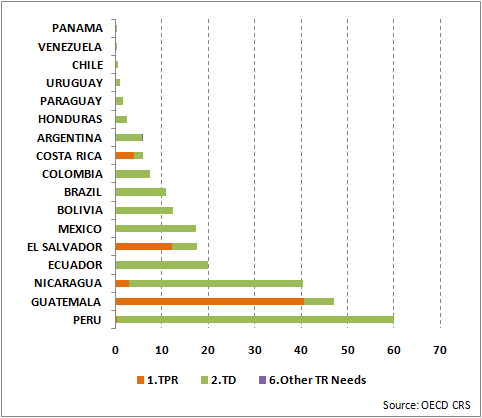 PANAMA
VENEZUELA
CHILE
URUGUAY
PARAGUAY
HONDURAS
ARGENTINA
COSTA RICA
COLOMBIA
BRAZIL
BOLIVIA
MEXICO
EL SALVADOR
ECUADOR
NICARAGUA
GUATEMALA
PERU
0 10 20 30 40 50 60 70
1.TPR 2.TD 6.Other TR Needs
Source: OECD CRS